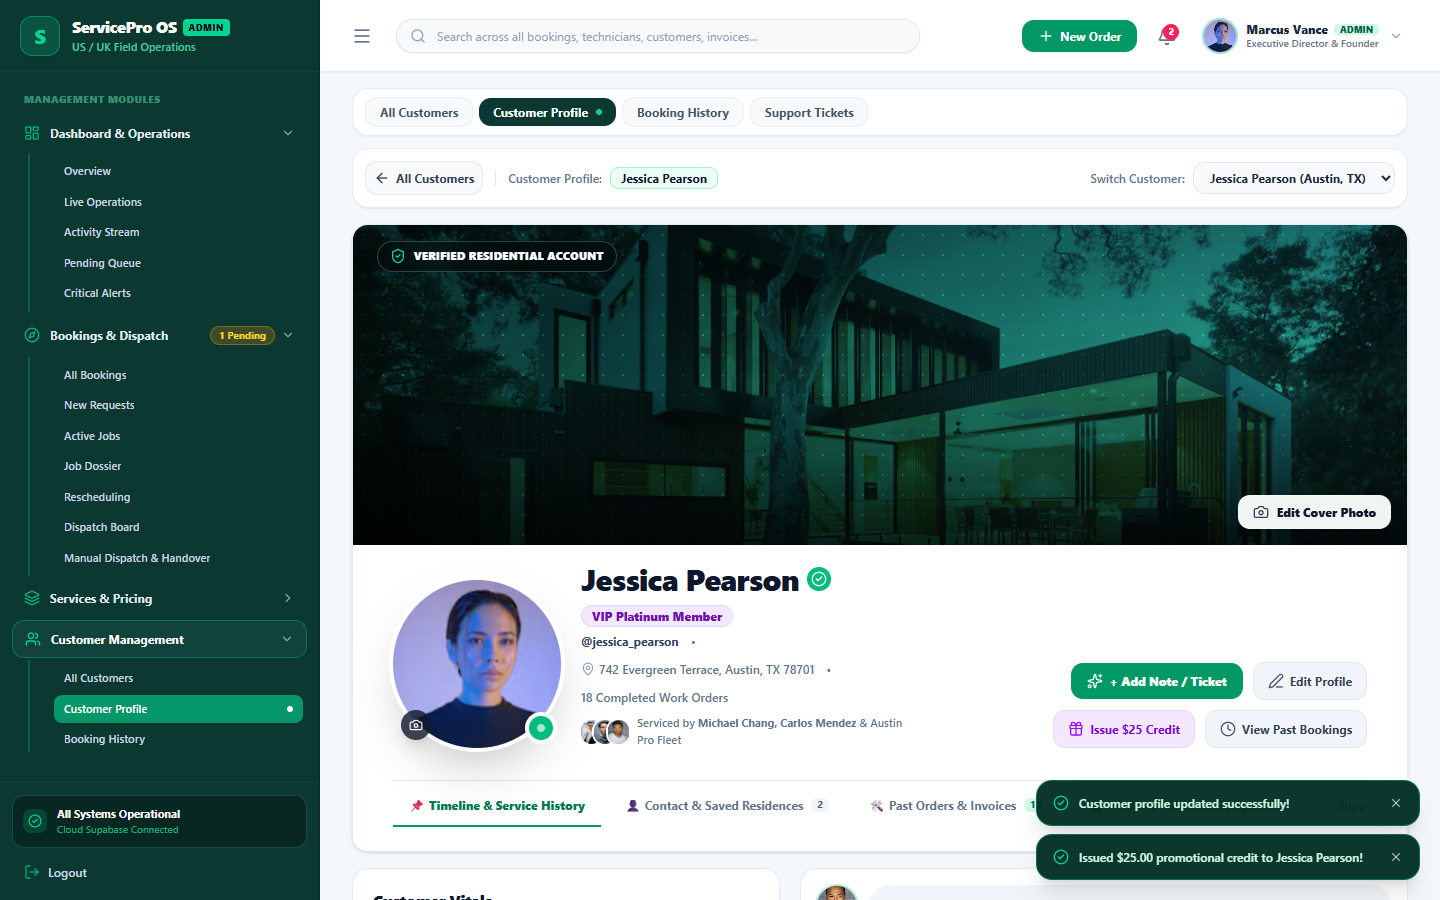 S
ServicePro OS ADMIN
US / UK Field Operations
MANAGEMENT MODULES
Dashboard & Operations
Overview
Live Operations
Activity Stream
Pending Queue
Critical Alerts
Bookings & Dispatch 1 Pending
All Bookings
New Requests
Active Jobs
Job Dossier
Rescheduling
Dispatch Board
Manual Dispatch & Handover
Services & Pricing
Customer Management
All Customers
Customer Profile
Booking History
All Systems Operational
Cloud Supabase Connected
Logout
Search across all bookings, technicians, customers, invoices...
New Order
2
Marcus Vance ADMIN
Executive Director & Founder
All Customers Customer Profile Booking History Support Tickets
All Customers Customer Profile: Jessica Pearson Switch Customer: Jessica Pearson (Austin, TX)
VERIFIED RESIDENTIAL ACCOUNT
Edit Cover Photo
Jessica Pearson
VIP Platinum Member
@jessica_pearson •
742 Evergreen Terrace, Austin, TX 78701 •
18 Completed Work Orders
Serviced by Michael Chang, Carlos Mendez & Austin
Pro Fleet
+ Add Note / Ticket Edit Profile
Issue $25 Credit View Past Bookings
Timeline & Service History Contact & Saved Residences 2 Past Orders & Invoices
Customer profile updated successfully!
Issued $25.00 promotional credit to Jessica Pearson!
Customer Vitals